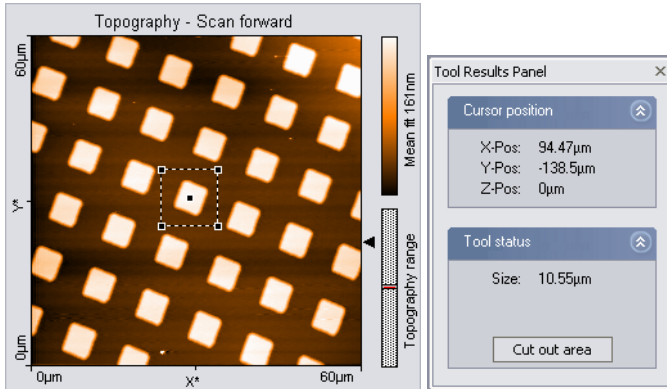 Topography - Scan forward
60µm
Y*
0µm
0µm
X*
60µm
Mean fit 161nm
Topography range
Tool Results Panel
Cursor position
X-Pos: 94.47µm
Y-Pos: -138.5µm
Z-Pos: 0µm
Tool status
Size: 10.55µm
Cut out area